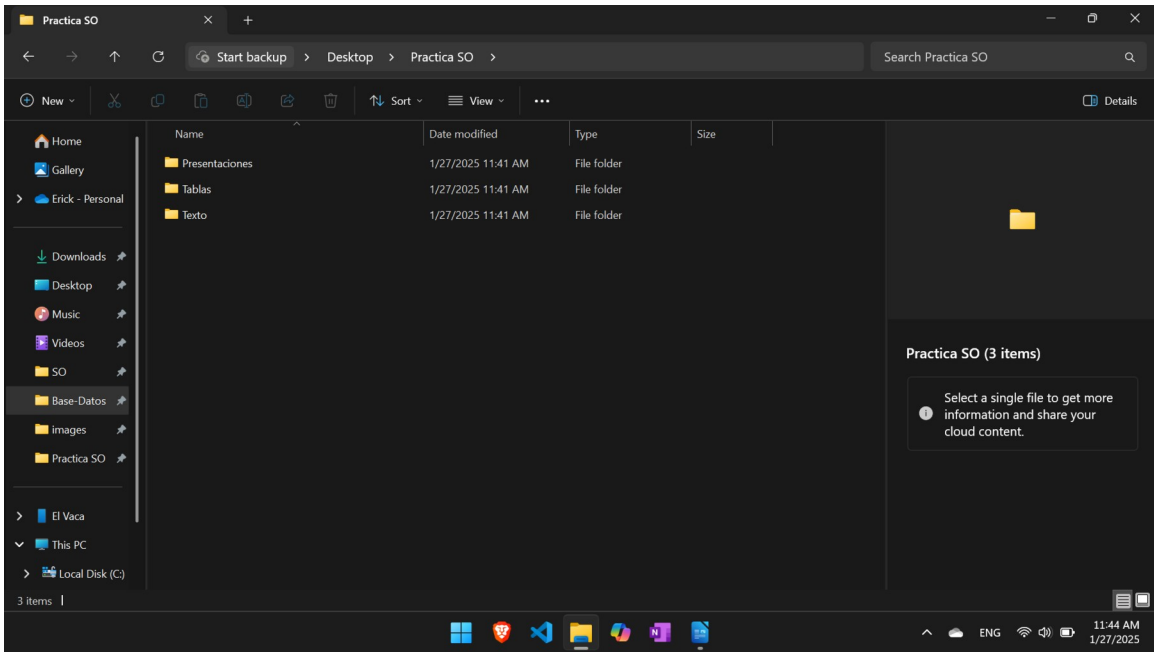 Practica SO
Start backup > Desktop > Practica SO >
Search Practica SO
New
Sort
View
Details
Home
Gallery
Erick - Personal
Downloads
Desktop
Music
Videos
SO
Base-Datos
images
Practica SO
El Vaca
This PC
Local Disk (C:)
Name Date modified Type Size
Presentaciones 1/27/2025 11:41 AM File folder
Tablas 1/27/2025 11:41 AM File folder
Texto 1/27/2025 11:41 AM File folder
Practica SO (3 items)
Select a single file to get more
information and share your
cloud content.
3 items
ENG
11:44 AM
1/27/2025